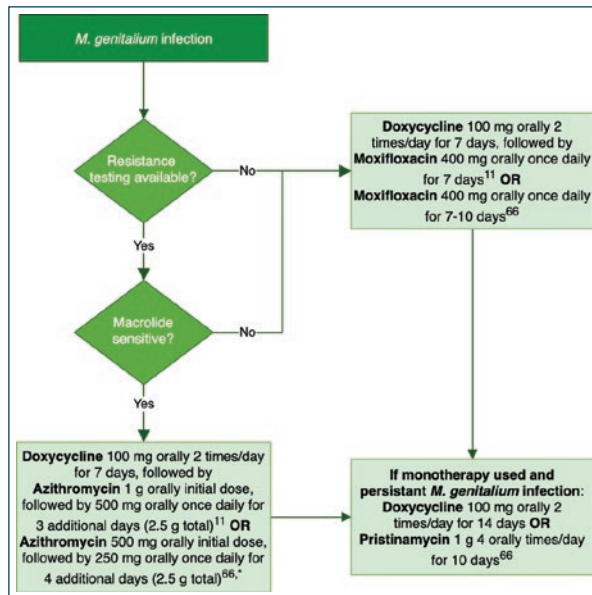 M. genitalium infection
Resistance
testing available?
No
Doxycycline 100 mg orally 2
times/day for 7 days, followed by
Moxifloxacin 400 mg orally once daily
for 7 days11 OR
Moxifloxacin 400 mg orally once daily
for 7-10 days66
Yes
Macrolide
sensitive?
No
Yes
Doxycycline 100 mg orally 2 times/day
for 7 days, followed by
Azithromycin 1 g orally initial dose,
followed by 500 mg orally once daily for
3 additional days (2.5 g total)11 OR
Azithromycin 500 mg orally initial dose,
followed by 250 mg orally once daily for
4 additional days (2.5 g total)66,*
If monotherapy used and
persistant M. genitalium infection:
Doxycycline 100 mg orally 2
times/day for 14 days OR
Pristinamycin 1 g 4 orally times/day
for 10 days66